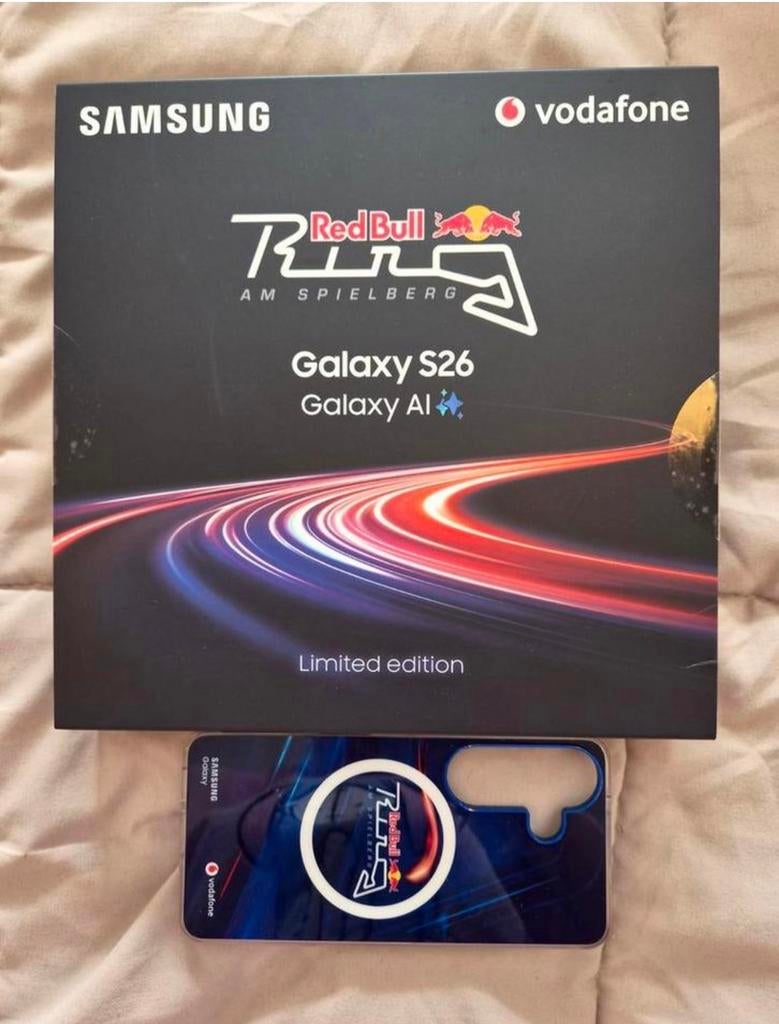 SAMSUNG
vodafone
Red Bull
Ring
AM SPIELBERG
Galaxy S26
Galaxy AI
Limited edition
SAMSUNG
Galaxy
vodafone
Red Bull
Ring
AM SPIELBERG